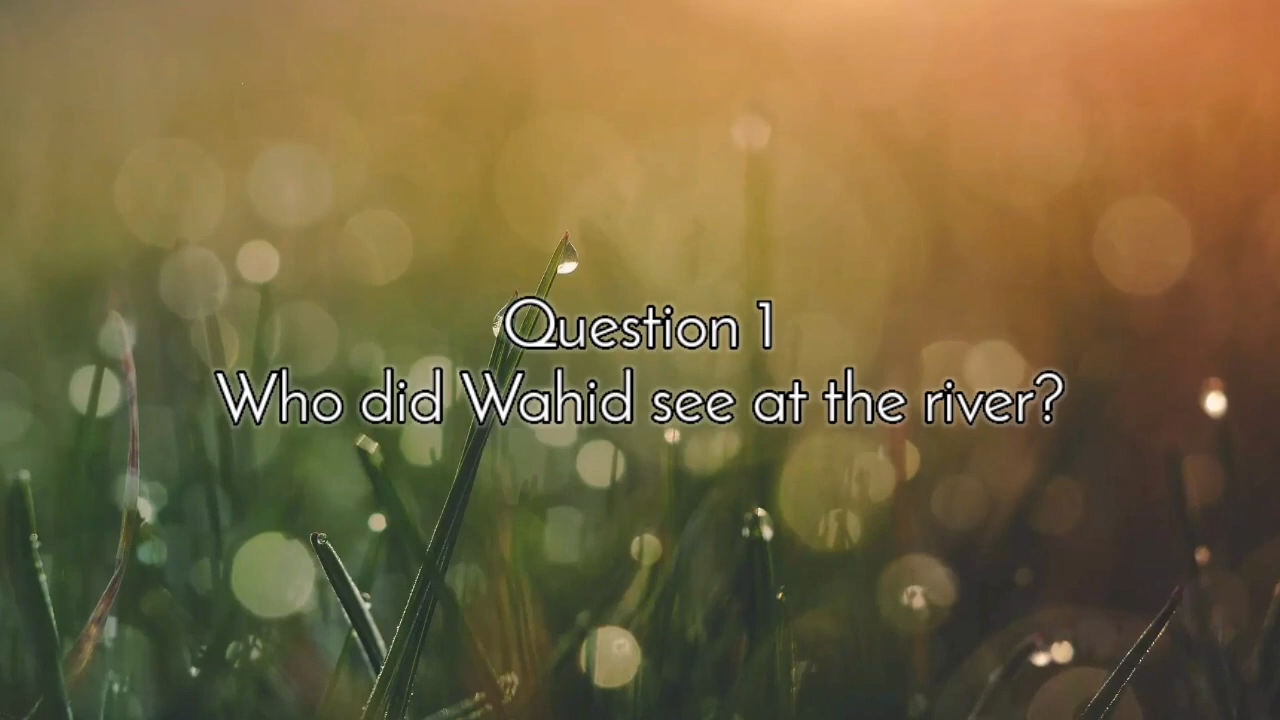 Question 1
Who did Wahid see at the river?